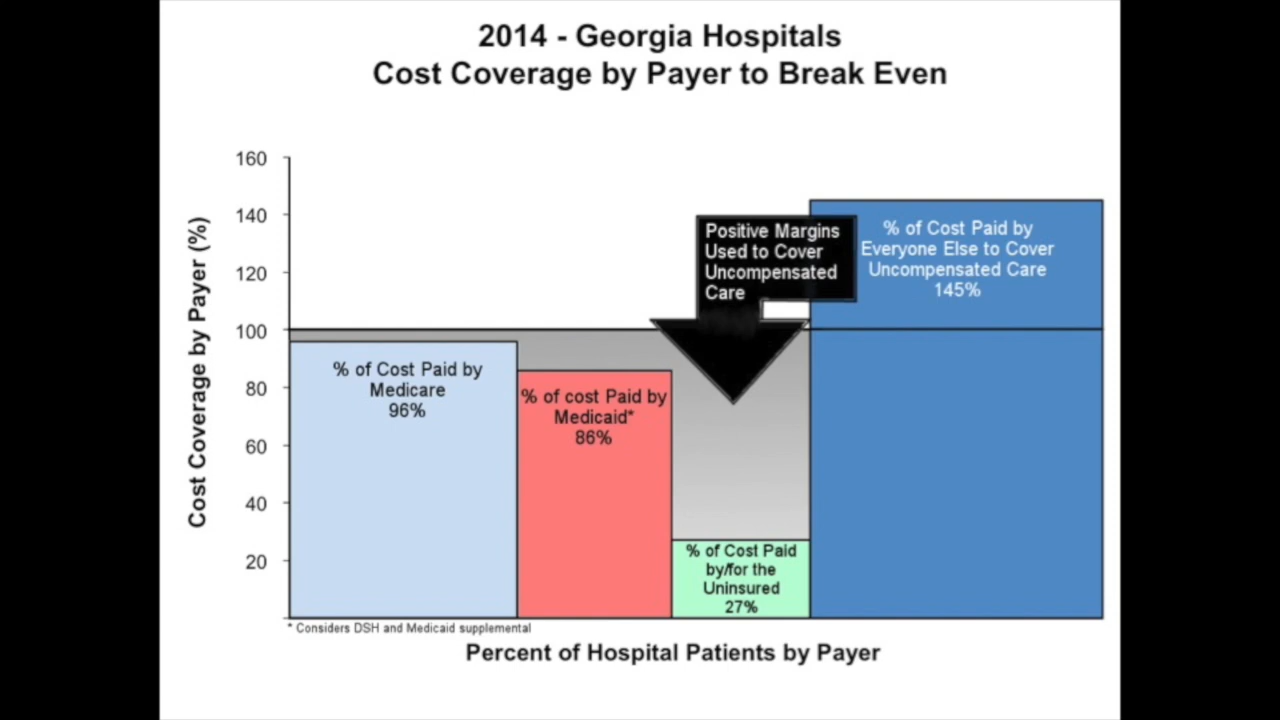 2014 - Georgia Hospitals
Cost Coverage by Payer to Break Even
Cost Coverage by Payer (%)
160
140
120
100
80
60
40
20
% of Cost Paid by
Medicare
96%
% of cost Paid by
Medicaid*
86%
Positive Margins
Used to Cover
Uncompensated
Care
% of Cost Paid
by/for the
Uninsured
27%
% of Cost Paid by
Everyone Else to Cover
Uncompensated Care
145%
* Considers DSH and Medicaid supplemental
Percent of Hospital Patients by Payer